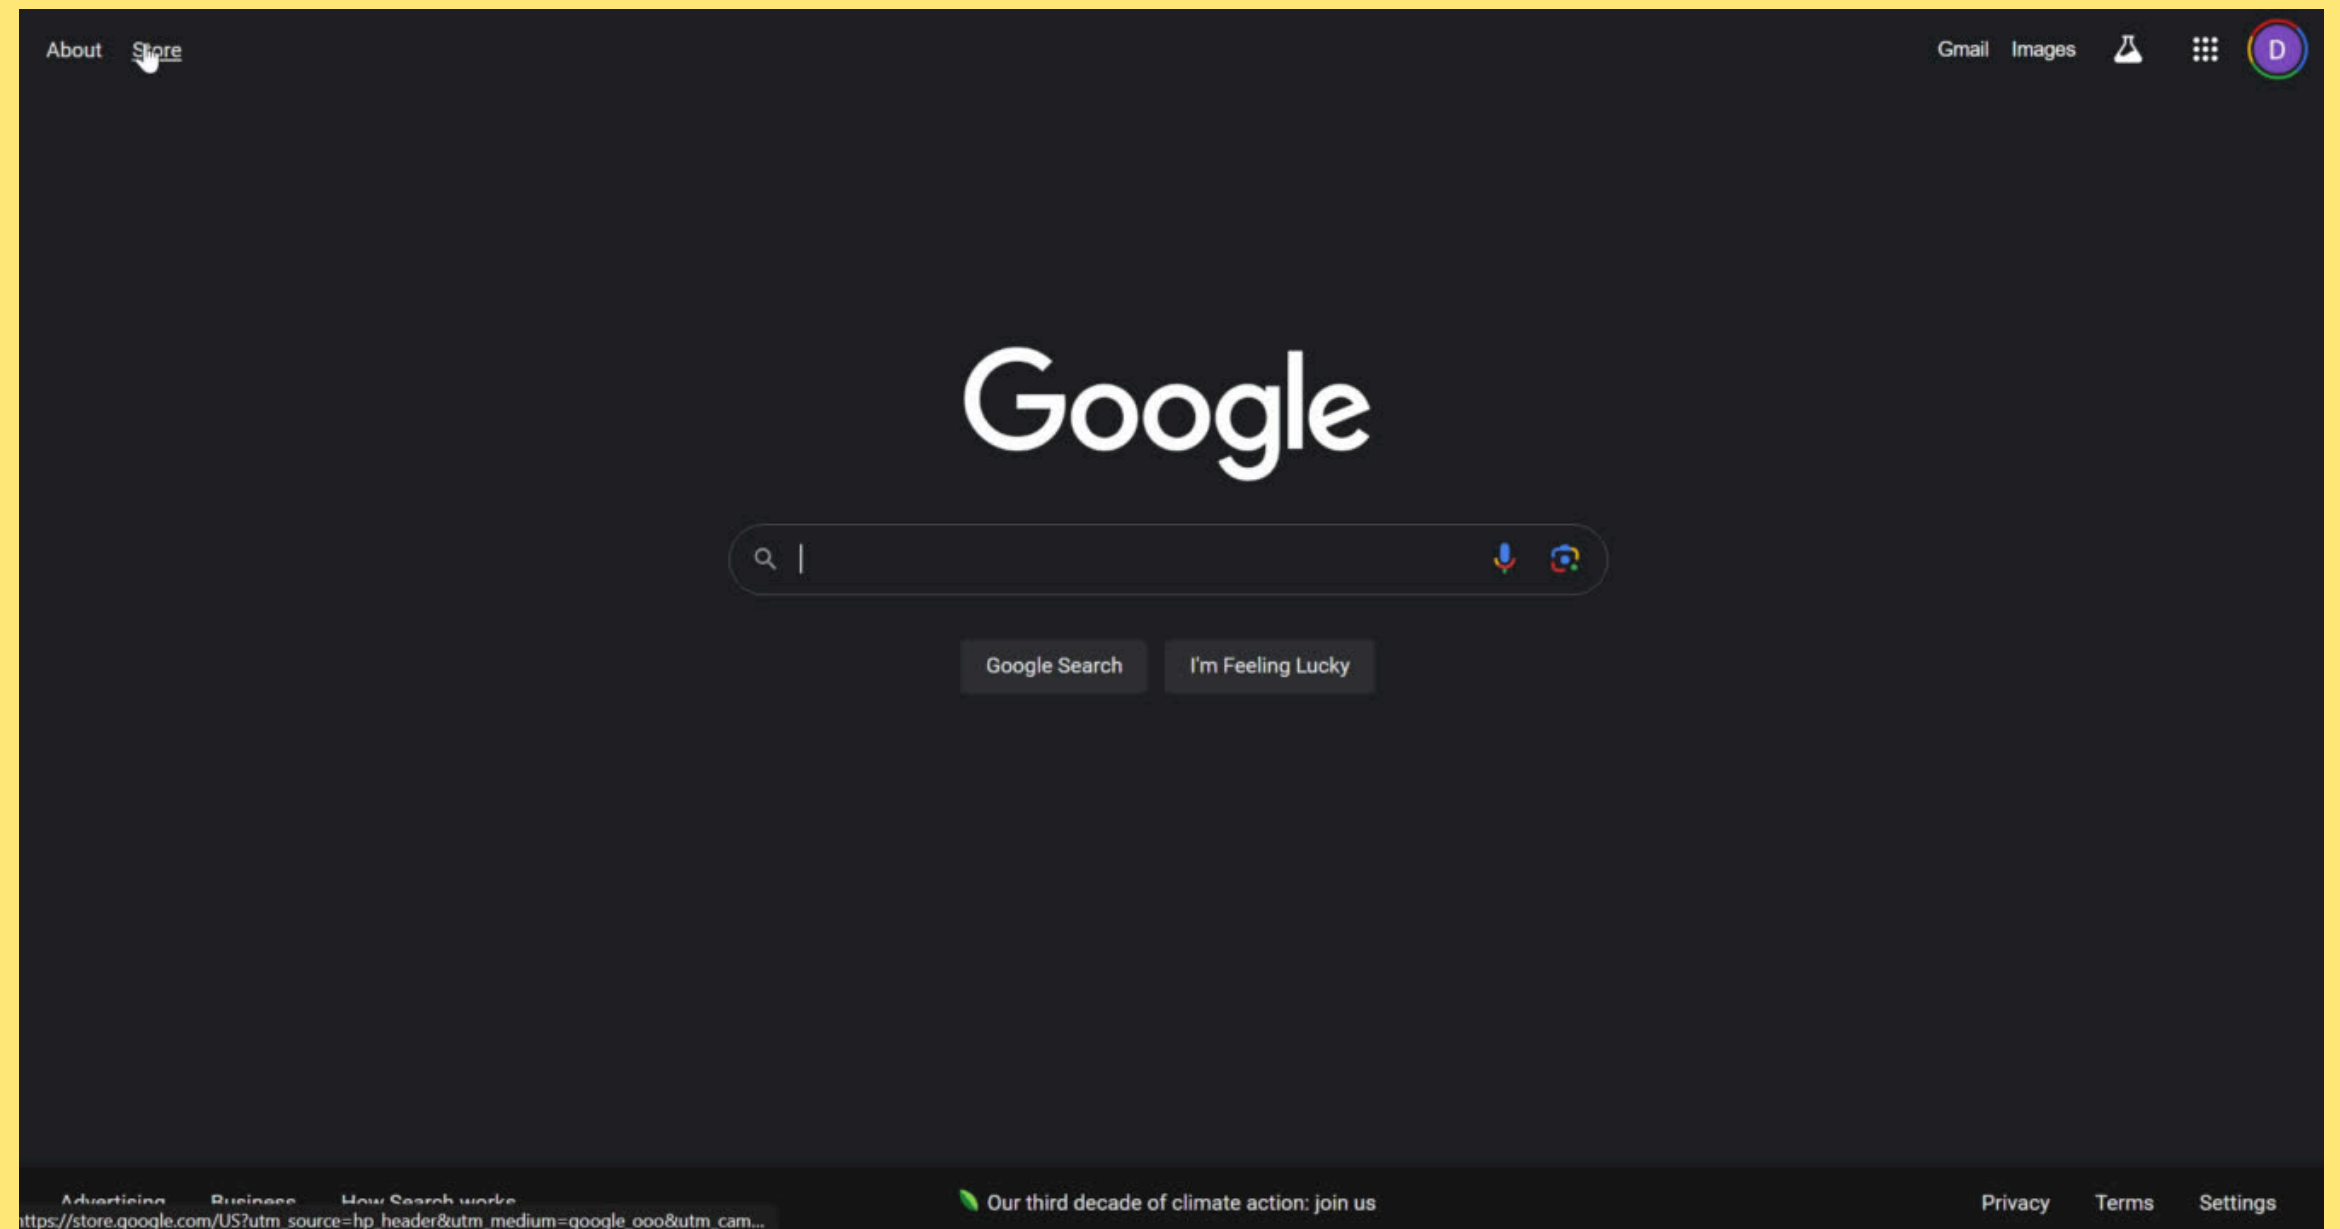 About Store Gmail Images D
Google
Google Search I'm Feeling Lucky
Advertising Business How Search works Our third decade of climate action: join us Privacy Terms Settings
https://store.google.com/US?utm_source=hp_header&utm_medium=google_ooo&utm_cam...